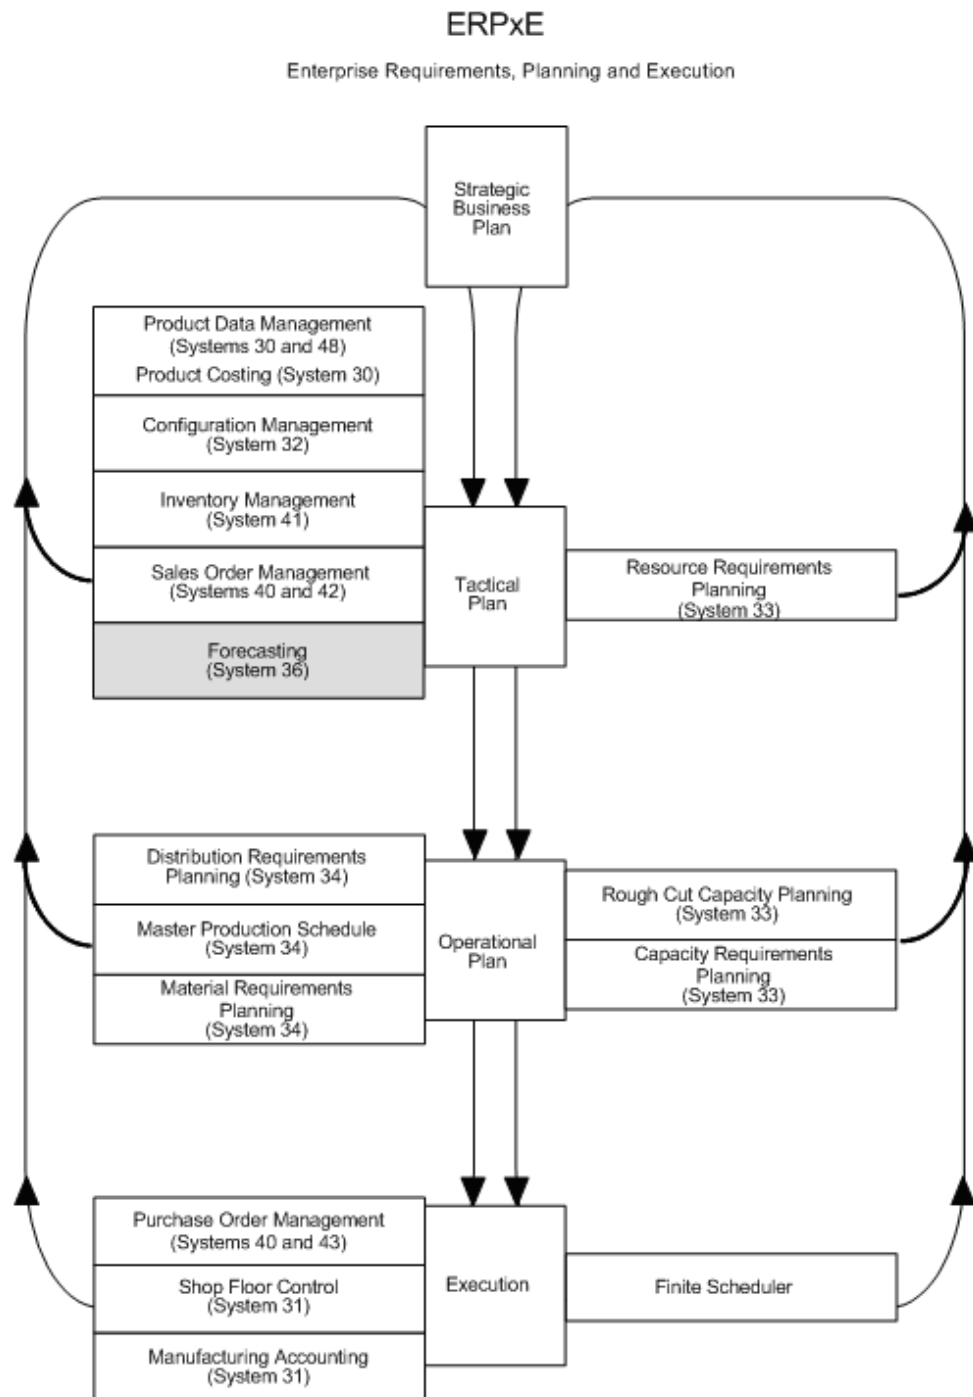 ERPxE
Enterprise Requirements, Planning and Execution
Strategic
Business
Plan
Product Data Management
(Systems 30 and 48)
Product Costing (System 30)
Configuration Management
(System 32)
Inventory Management
(System 41)
Sales Order Management
(Systems 40 and 42)
Forecasting
(System 36)
Tactical
Plan
Resource Requirements
Planning
(System 33)
Distribution Requirements
Planning (System 34)
Master Production Schedule
(System 34)
Material Requirements
Planning
(System 34)
Operational
Plan
Rough Cut Capacity Planning
(System 33)
Capacity Requirements
Planning
(System 33)
Purchase Order Management
(Systems 40 and 43)
Shop Floor Control
(System 31)
Manufacturing Accounting
(System 31)
Execution
Finite Scheduler